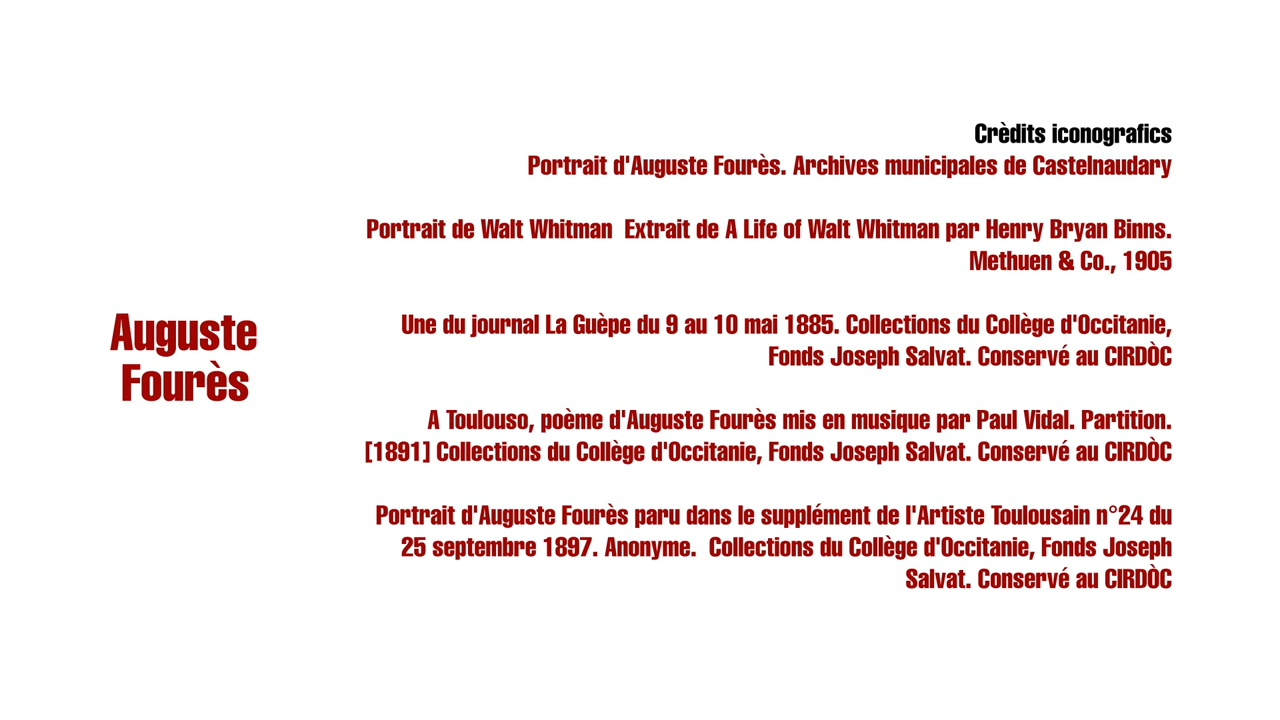 Auguste
Fourès
Crèdits iconografics
Portrait d'Auguste Fourès. Archives municipales de Castelnaudary
Portrait de Walt Whitman  Extrait de A Life of Walt Whitman par Henry Bryan Binns.
Methuen & Co., 1905
Une du journal La Guèpe du 9 au 10 mai 1885. Collections du Collège d'Occitanie,
Fonds Joseph Salvat. Conservé au CIRDÒC
A Toulouso, poème d'Auguste Fourès mis en musique par Paul Vidal. Partition.
[1891] Collections du Collège d'Occitanie, Fonds Joseph Salvat. Conservé au CIRDÒC
Portrait d'Auguste Fourès paru dans le supplément de l'Artiste Toulousain n°24 du
25 septembre 1897. Anonyme.  Collections du Collège d'Occitanie, Fonds Joseph
Salvat. Conservé au CIRDÒC